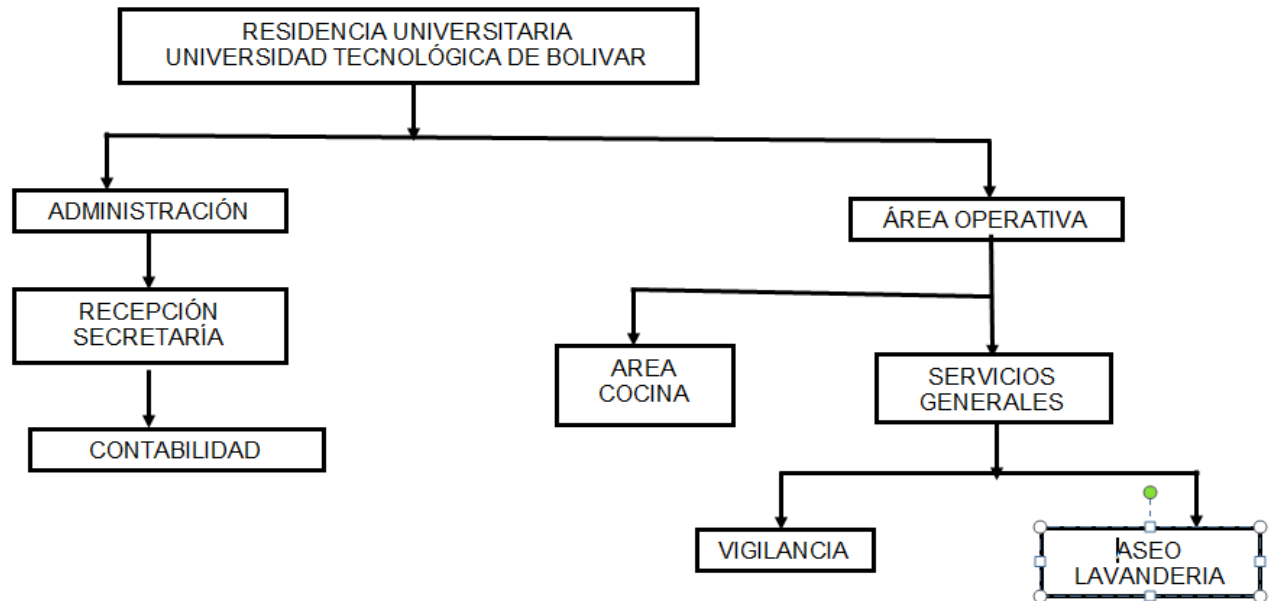 RESIDENCIA UNIVERSITARIA
UNIVERSIDAD TECNOLÓGICA DE BOLIVAR
ADMINISTRACIÓN
ÁREA OPERATIVA
RECEPCIÓN
SECRETARÍA
AREA
COCINA
SERVICIOS
GENERALES
CONTABILIDAD
VIGILANCIA
ASEO
LAVANDERIA